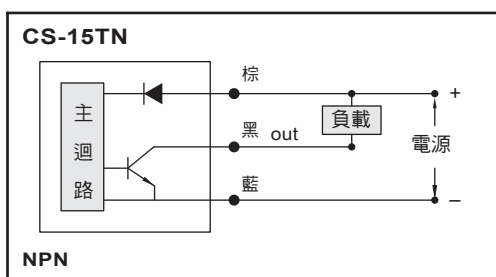 CS-15TN
棕
主
迴
路
黑 out
藍
負載
+
電源
–
NPN